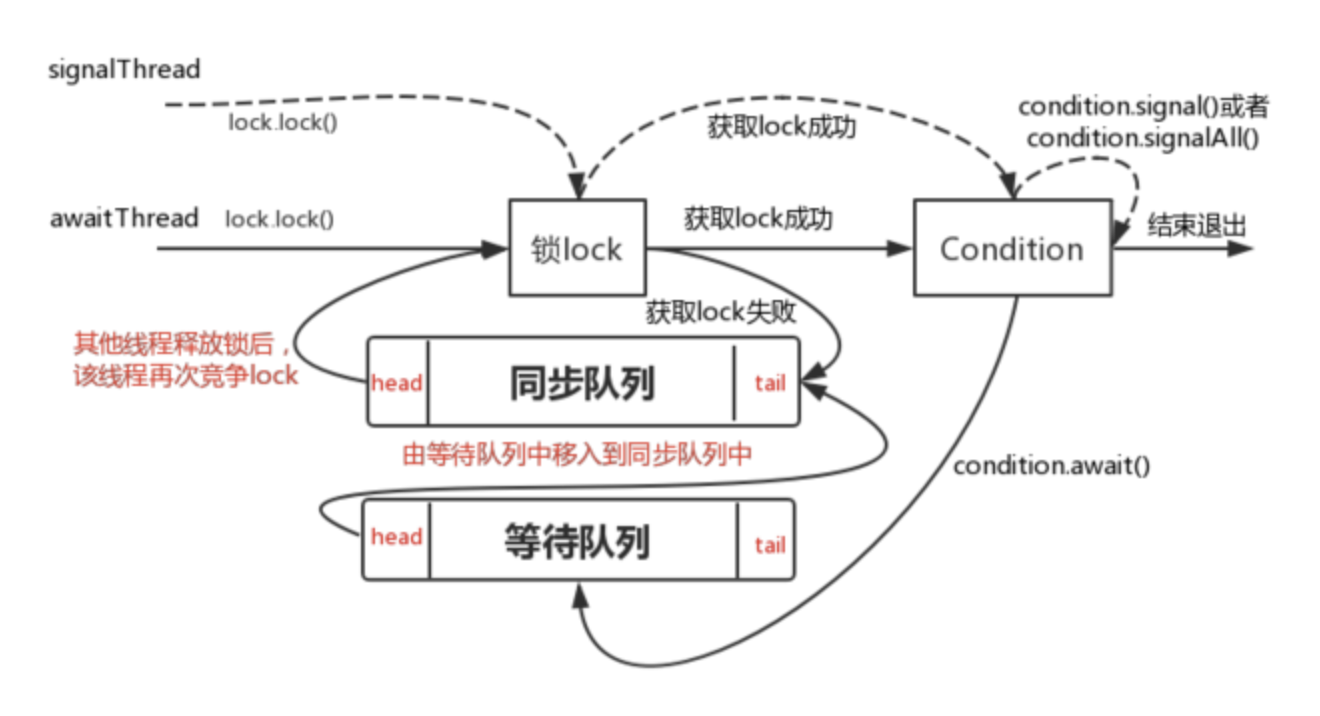 signalThread
lock.lock()
获取lock成功
condition.signal()或者
condition.signalAll()
awaitThread
lock.lock()
锁lock
获取lock成功
Condition
结束退出
获取lock失败
其他线程释放锁后，
该线程再次竞争lock
head
同步队列
tail
由等待队列中移入到同步队列中
condition.await()
head
等待队列
tail